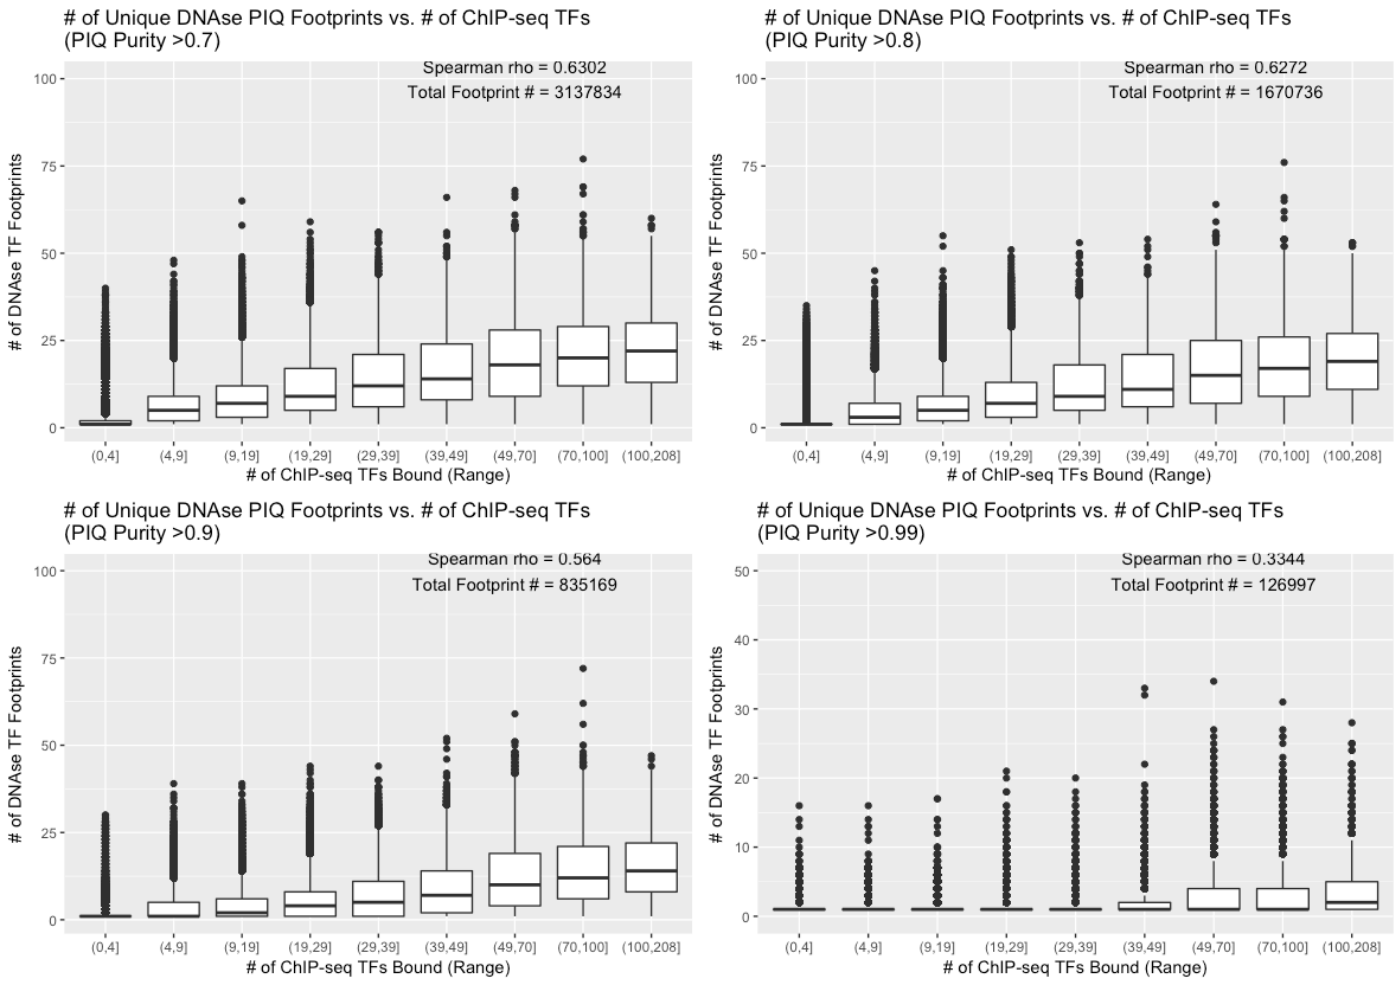 # of Unique DNAse PIQ Footprints vs. # of ChIP-seq TFs
(PIQ Purity >0.7)
Spearman rho = 0.6302
Total Footprint # = 3137834
100
75
50
25
0
# of DNAse TF Footprints
(0,4] (4,9] (9,19] (19,29] (29,39] (39,49] (49,70] (70,100] (100,208]
# of ChIP-seq TFs Bound (Range)
# of Unique DNAse PIQ Footprints vs. # of ChIP-seq TFs
(PIQ Purity >0.8)
Spearman rho = 0.6272
Total Footprint # = 1670736
100
75
50
25
0
# of DNAse TF Footprints
(0,4] (4,9] (9,19] (19,29] (29,39] (39,49] (49,70] (70,100] (100,208]
# of ChIP-seq TFs Bound (Range)
# of Unique DNAse PIQ Footprints vs. # of ChIP-seq TFs
(PIQ Purity >0.9)
Spearman rho = 0.564
Total Footprint # = 835169
100
75
50
25
0
# of DNAse TF Footprints
(0,4] (4,9] (9,19] (19,29] (29,39] (39,49] (49,70] (70,100] (100,208]
# of ChIP-seq TFs Bound (Range)
# of Unique DNAse PIQ Footprints vs. # of ChIP-seq TFs
(PIQ Purity >0.99)
Spearman rho = 0.3344
Total Footprint # = 126997
50
40
30
20
10
0
# of DNAse TF Footprints
(0,4] (4,9] (9,19] (19,29] (29,39] (39,49] (49,70] (70,100] (100,208]
# of ChIP-seq TFs Bound (Range)